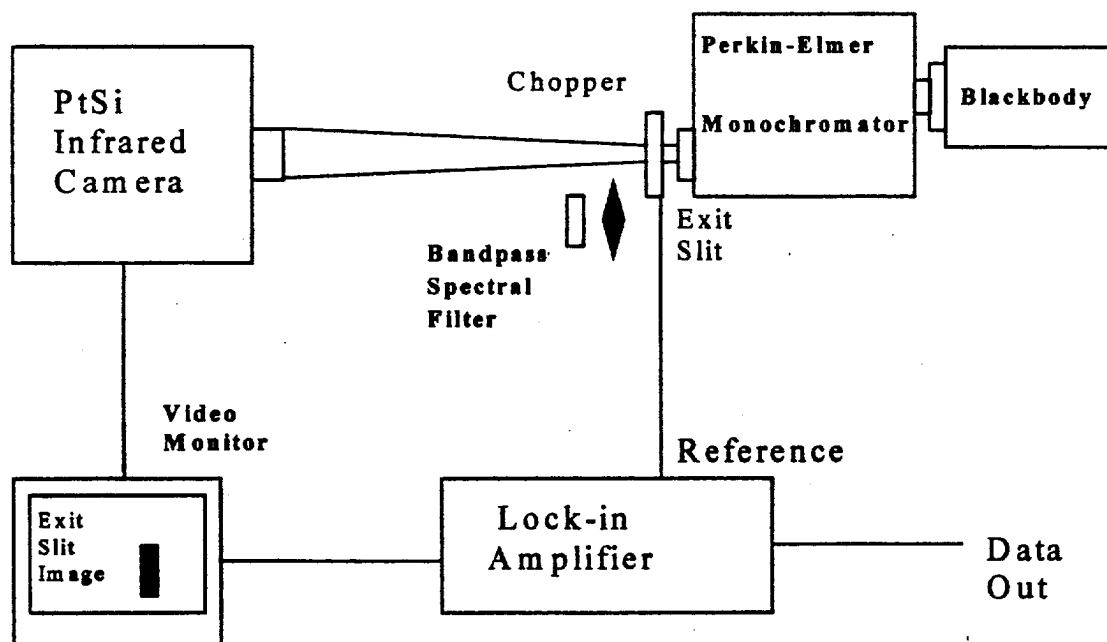 PtSi
Infrared
Camera
Chopper
Perkin-Elmer
Monochromator
Blackbody
Exit
Slit
Bandpass
Spectral
Filter
Video
Monitor
Reference
Exit
Slit
Image
Lock-in
Amplifier
Data
Out